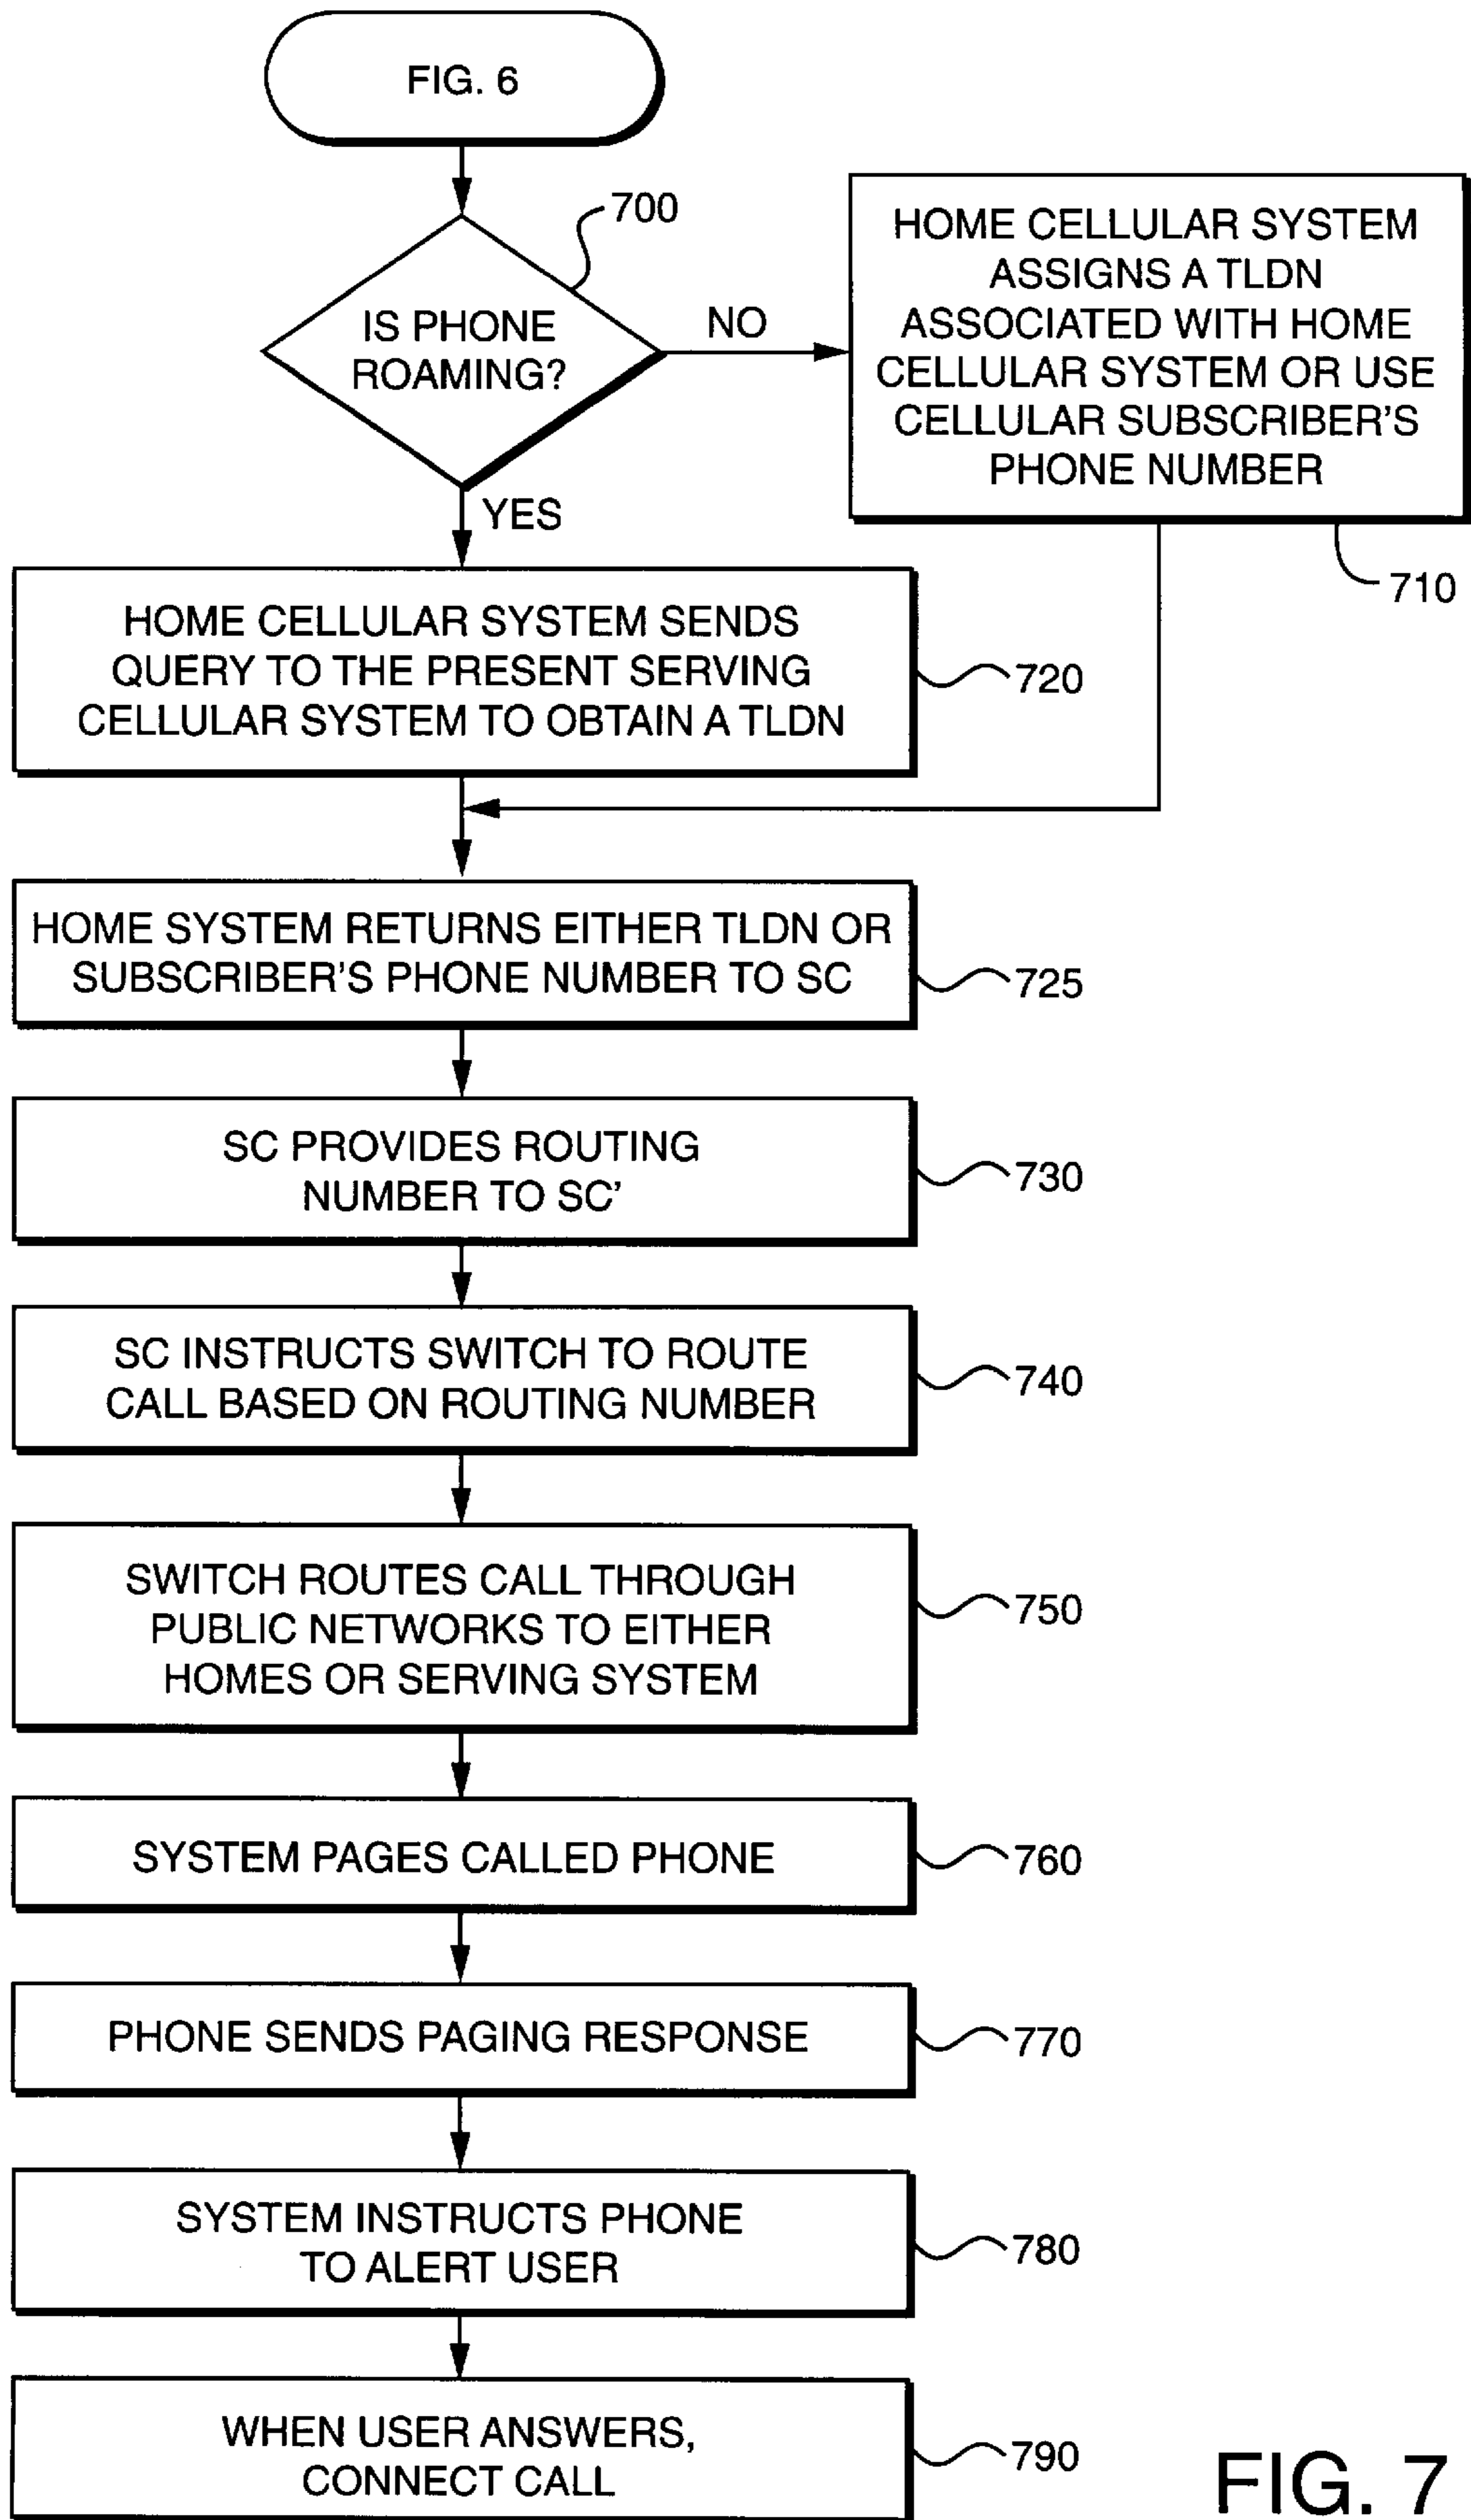 FIG. 6
700
IS PHONE
ROAMING?
NO
YES
HOME CELLULAR SYSTEM
ASSIGNS A TLDN
ASSOCIATED WITH HOME
CELLULAR SYSTEM OR USE
CELLULAR SUBSCRIBER'S
PHONE NUMBER
710
HOME CELLULAR SYSTEM SENDS
QUERY TO THE PRESENT SERVING
CELLULAR SYSTEM TO OBTAIN A TLDN
720
HOME SYSTEM RETURNS EITHER TLDN OR
SUBSCRIBER'S PHONE NUMBER TO SC
725
SC PROVIDES ROUTING
NUMBER TO SC'
730
SC INSTRUCTS SWITCH TO ROUTE
CALL BASED ON ROUTING NUMBER
740
SWITCH ROUTES CALL THROUGH
PUBLIC NETWORKS TO EITHER
HOMES OR SERVING SYSTEM
750
SYSTEM PAGES CALLED PHONE
760
PHONE SENDS PAGING RESPONSE
770
SYSTEM INSTRUCTS PHONE
TO ALERT USER
780
WHEN USER ANSWERS,
CONNECT CALL
790
FIG. 7